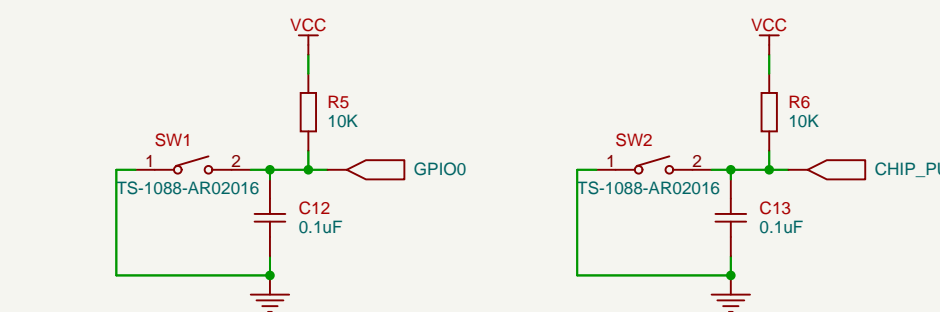 VCC
R5
10K
SW1
1
2
TS-1088-AR02016
GPIO0
C12
0.1uF
VCC
R6
10K
SW2
1
2
TS-1088-AR02016
C13
0.1uF